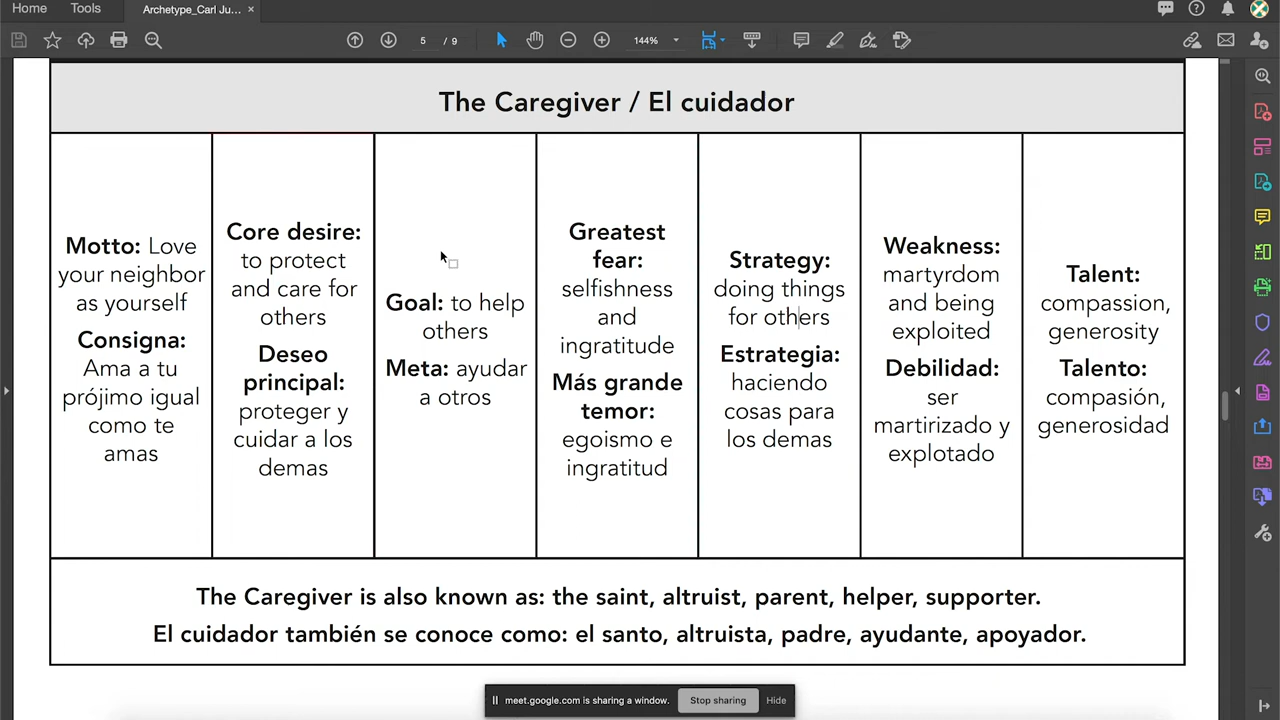 Home
Tools
Archetype_Carl Ju...
5 / 9
144%
The Caregiver / El cuidador
Motto: Love
your neighbor
as yourself
Consigna:
Ama a tu
prójimo igual
como te
amas
Core desire:
to protect
and care for
others
Deseo
principal:
proteger y
cuidar a los
demas
Goal: to help
others
Meta: ayudar
a otros
Greatest
fear:
selfishness
and
ingratitude
Más grande
temor:
egoismo e
ingratitud
Strategy:
doing things
for others
Estrategia:
haciendo
cosas para
los demas
Weakness:
martyrdom
and being
exploited
Debilidad:
ser
martirizado y
explotado
Talent:
compassion,
generosity
Talento:
compasión,
generosidad
The Caregiver is also known as: the saint, altruist, parent, helper, supporter.
El cuidador también se conoce como: el santo, altruista, padre, ayudante, apoyador.
meet.google.com is sharing a window.
Stop sharing
Hide